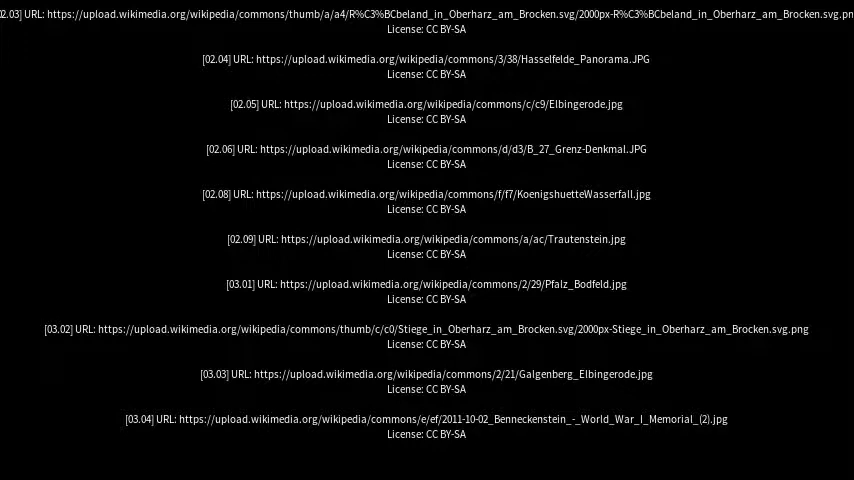 2.03] URL: https://upload.wikimedia.org/wikipedia/commons/thumb/a/a4/R%C3%BCbeland_in_Oberharz_am_Brocken.svg/2000px-R%C3%BCbeland_in_Oberharz_am_Brocken.svg.pn
License: CC BY-SA
[02.04] URL: https://upload.wikimedia.org/wikipedia/commons/3/38/Hasselfelde_Panorama.JPG
License: CC BY-SA
[02.05] URL: https://upload.wikimedia.org/wikipedia/commons/c/c9/Elbingerode.jpg
License: CC BY-SA
[02.06] URL: https://upload.wikimedia.org/wikipedia/commons/d/d3/B_27_Grenz-Denkmal.JPG
License: CC BY-SA
[02.08] URL: https://upload.wikimedia.org/wikipedia/commons/f/f7/KoenigshuetteWasserfall.jpg
License: CC BY-SA
[02.09] URL: https://upload.wikimedia.org/wikipedia/commons/a/ac/Trautenstein.jpg
License: CC BY-SA
[03.01] URL: https://upload.wikimedia.org/wikipedia/commons/2/29/Pfalz_Bodfeld.jpg
License: CC BY-SA
[03.02] URL: https://upload.wikimedia.org/wikipedia/commons/thumb/c/c0/Stiege_in_Oberharz_am_Brocken.svg/2000px-Stiege_in_Oberharz_am_Brocken.svg.png
License: CC BY-SA
[03.03] URL: https://upload.wikimedia.org/wikipedia/commons/2/21/Galgenberg_Elbingerode.jpg
License: CC BY-SA
[03.04] URL: https://upload.wikimedia.org/wikipedia/commons/e/ef/2011-10-02_Benneckenstein_-_World_War_I_Memorial_(2).jpg
License: CC BY-SA